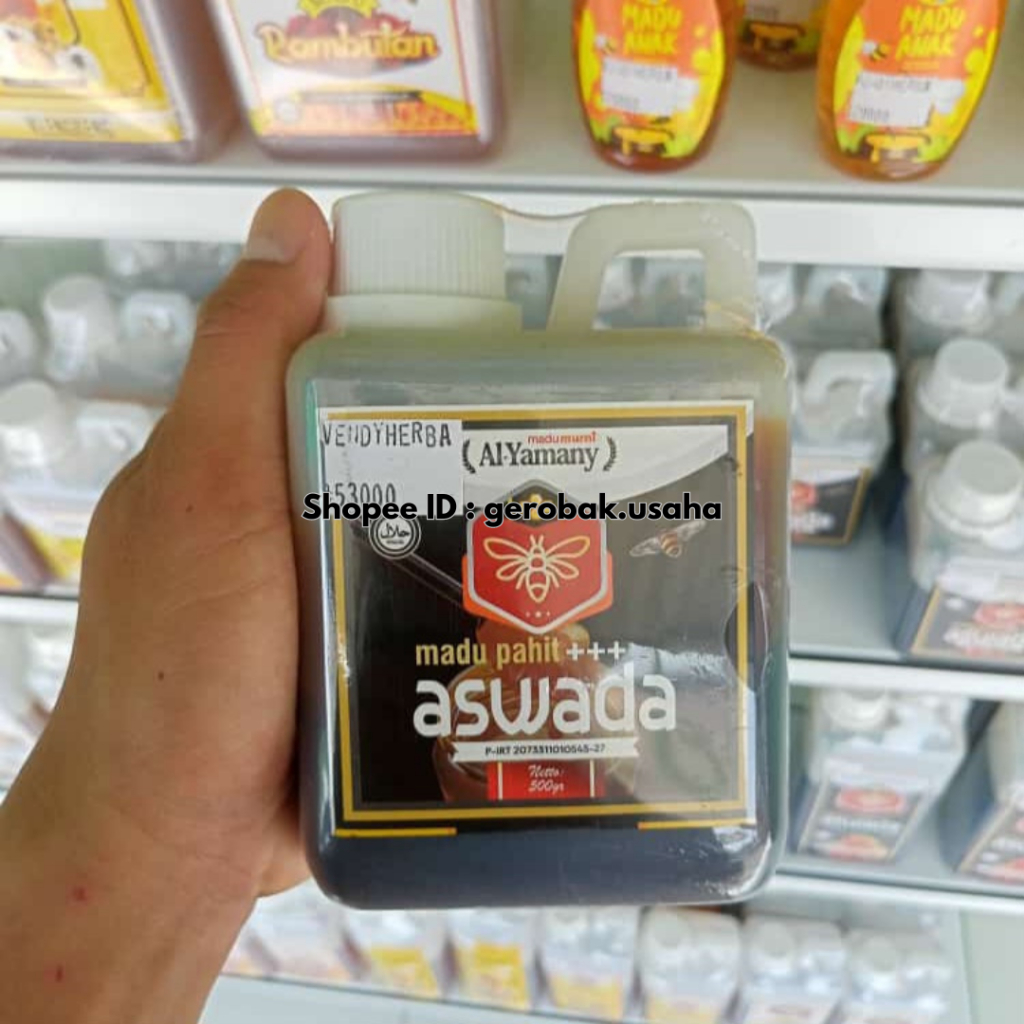 Rambutan
MADU
ANAK
MADU
ANAK
VENDYHERBA
53000
madu murni
Al-Yamany
Shopee ID : gerobak.usaha
حلال
madu pahit +++
aswada
P-IRT 2073311010545-27
Netto:
500gr